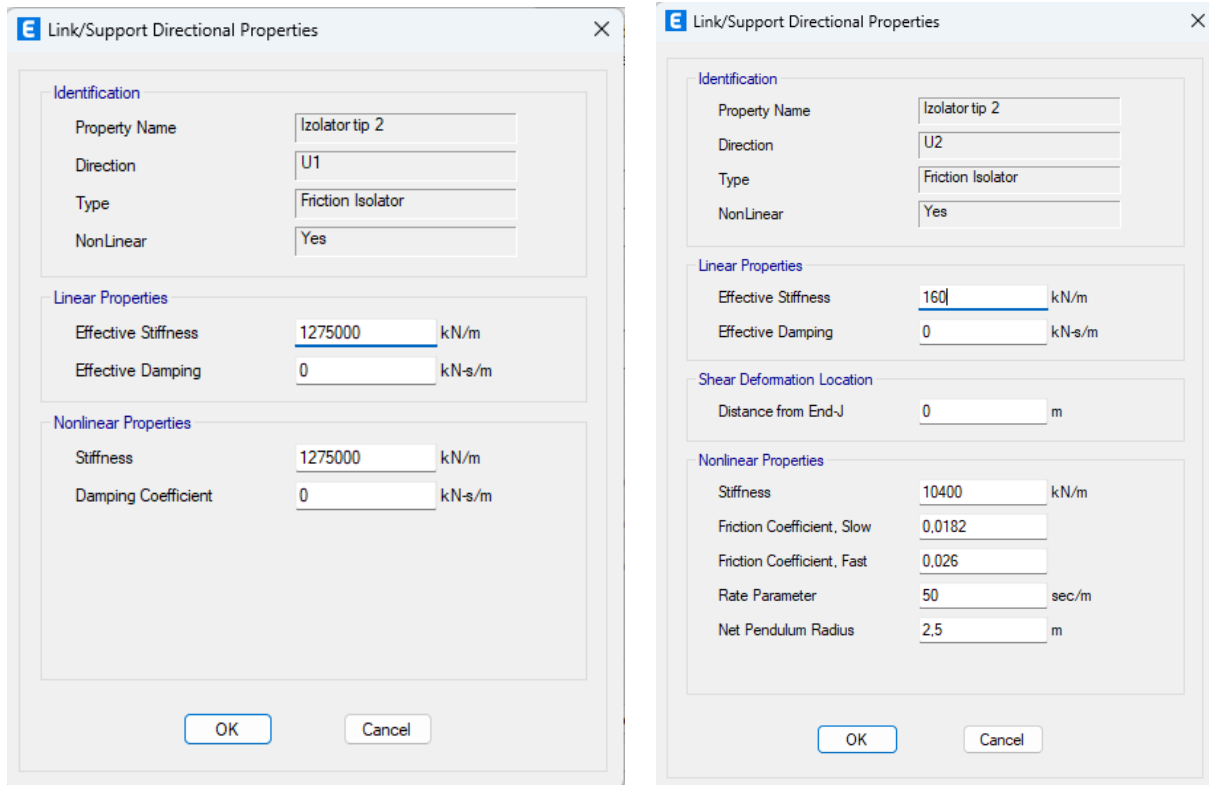 E Link/Support Directional Properties
Identification
Property Name Izolator tip 2
Direction U1
Type Friction Isolator
NonLinear Yes
Linear Properties
Effective Stiffness 1275000 kN/m
Effective Damping 0 kN-s/m
Nonlinear Properties
Stiffness 1275000 kN/m
Damping Coefficient 0 kN-s/m
OK Cancel
E Link/Support Directional Properties
Identification
Property Name Izolator tip 2
Direction U2
Type Friction Isolator
NonLinear Yes
Linear Properties
Effective Stiffness 160 kN/m
Effective Damping 0 kN-s/m
Shear Deformation Location
Distance from End-J 0 m
Nonlinear Properties
Stiffness 10400 kN/m
Friction Coefficient, Slow 0,0182
Friction Coefficient, Fast 0,026
Rate Parameter 50 sec/m
Net Pendulum Radius 2,5 m
OK Cancel